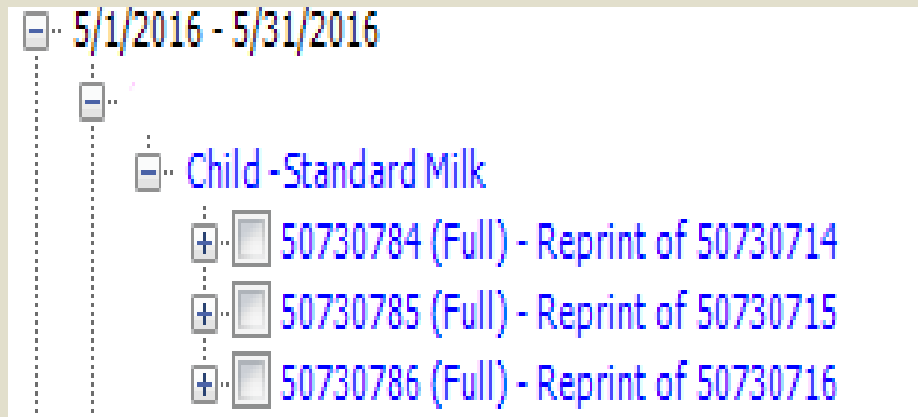 5/1/2016 - 5/31/2016
Child -Standard Milk
50730784 (Full) - Reprint of 50730714
50730785 (Full) - Reprint of 50730715
50730786 (Full) - Reprint of 50730716